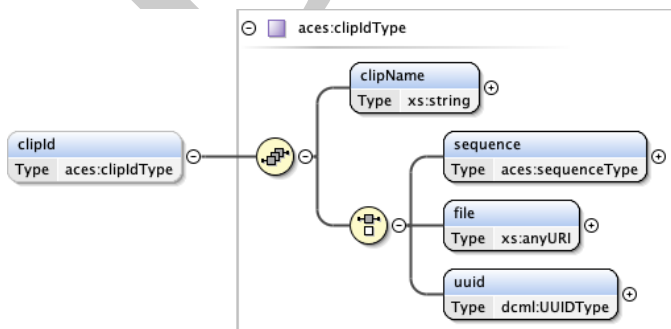 aces:clipIdType
clipName
Type xs:string
clipId
Type aces:clipIdType
sequence
Type aces:sequenceType
file
Type xs:anyURI
uuid
Type dcml:UUIDType